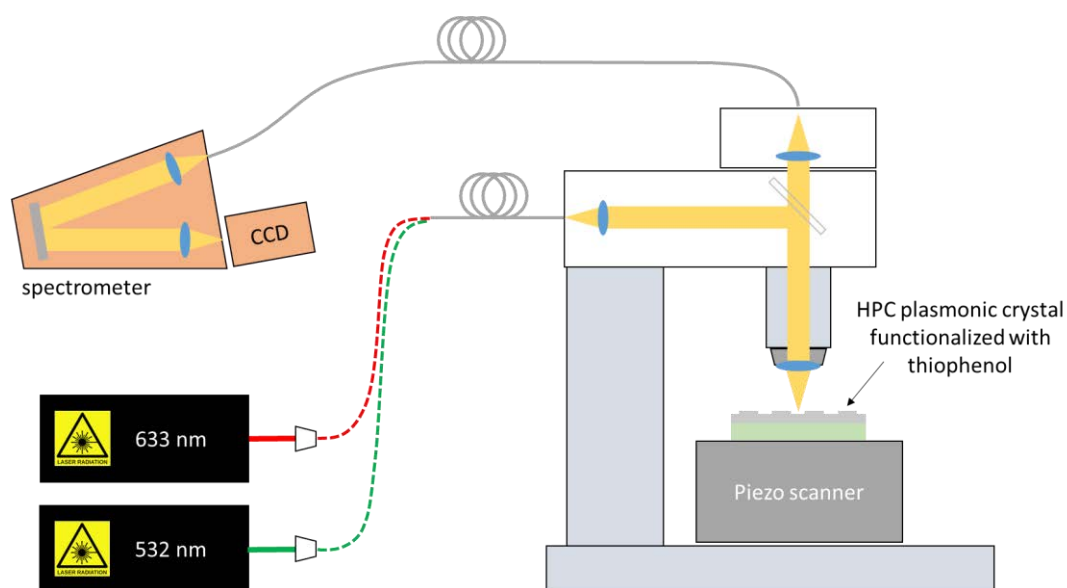 CCD
spectrometer
HPC plasmonic crystal
functionalized with
thiophenol
633 nm
LASER RADIATION
Piezo scanner
532 nm
LASER RADIATION